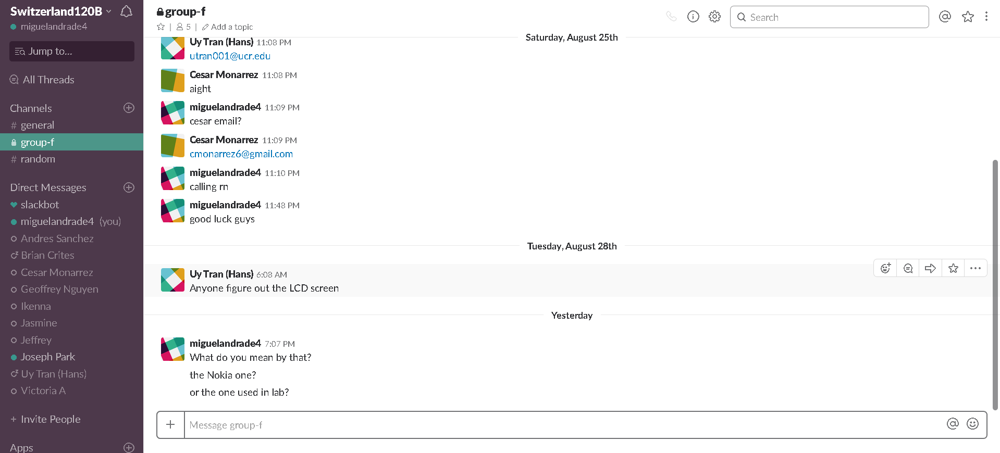 Switzerland120B
miguelandrade4
Jump to...
All Threads
Channels
# general
group-f
# random
Direct Messages
slackbot
miguelandrade4 (you)
Andres Sanchez
Brian Crites
Cesar Monarrez
Geoffrey Nguyen
Ikenna
Jasmine
Jeffrey
Joseph Park
Uy Tran (Hans)
Victoria A
+ Invite People
Apps
group-f
5 | Add a topic
Search
Saturday, August 25th
Uy Tran (Hans) 11:08 PM
utran001@ucr.edu
Cesar Monarrez 11:08 PM
aight
miguelandrade4 11:09 PM
cesar email?
Cesar Monarrez 11:09 PM
cmonarrez6@gmail.com
miguelandrade4 11:10 PM
calling rn
miguelandrade4 11:48 PM
good luck guys
Tuesday, August 28th
Uy Tran (Hans) 6:08 AM
Anyone figure out the LCD screen
Yesterday
miguelandrade4 7:07 PM
What do you mean by that?
the Nokia one?
or the one used in lab?
Message group-f